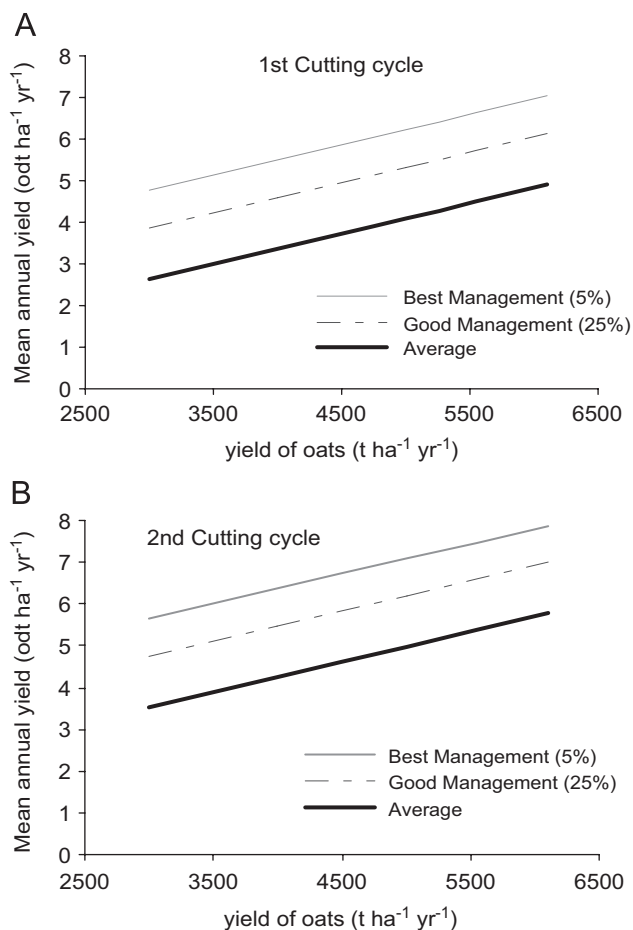 A
1st Cutting cycle
Mean annual yield (odt ha⁻¹ yr⁻¹)
8
7
6
5
4
3
2
1
0
Best Management (5%)
Good Management (25%)
Average
2500 3500 4500 5500 6500
yield of oats (t ha⁻¹ yr⁻¹)
B
2nd Cutting cycle
Mean annual yield (odt ha⁻¹ yr⁻¹)
8
7
6
5
4
3
2
1
0
Best Management (5%)
Good Management (25%)
Average
2500 3500 4500 5500 6500
yield of oats (t ha⁻¹ yr⁻¹)